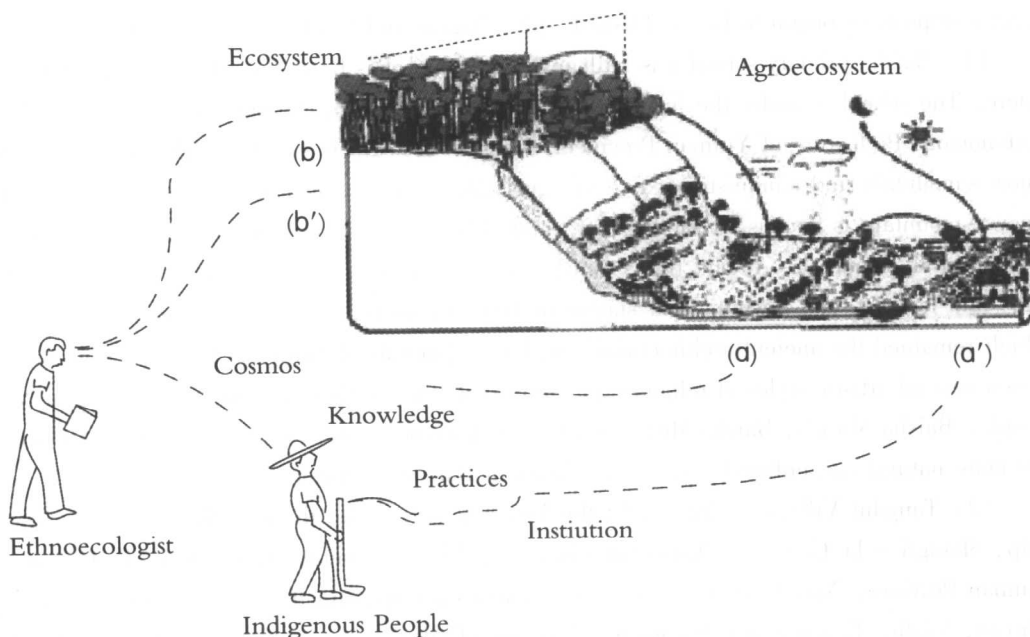 Ecosystem
Agroecosystem
(b)
(b')
(a)
(a')
Cosmos
Knowledge
Practices
Instiution
Ethnoecologist
Indigenous People